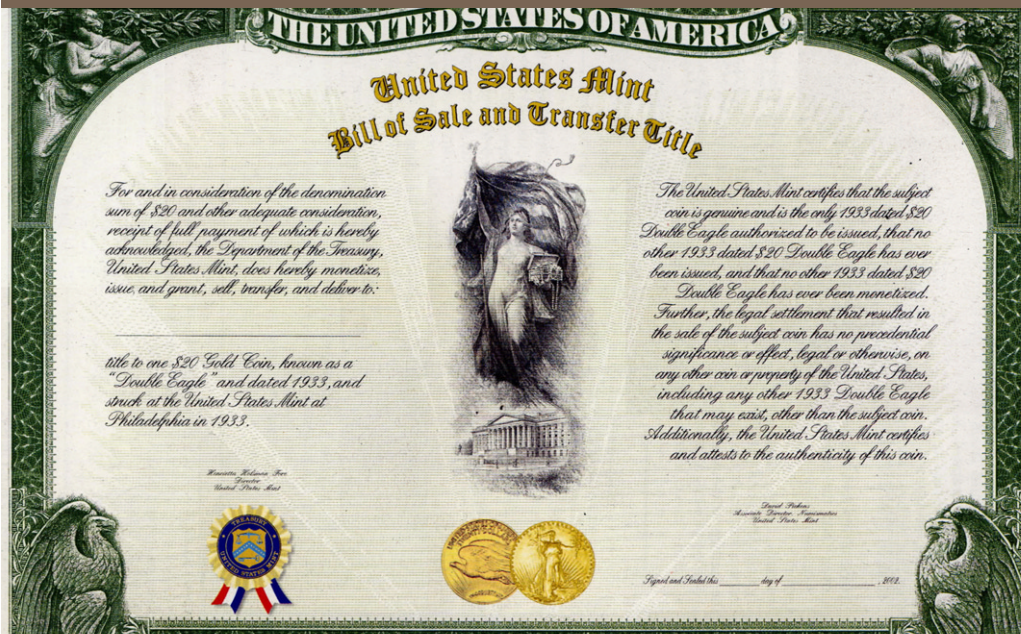 THE UNITED STATES OF AMERICA
United States Mint
Bill of Sale and Transfer Title
For and in consideration of the denomination
sum of $20 and other adequate consideration,
receipt of full payment of which is hereby
acknowledged, the Department of the Treasury,
United States Mint, does hereby monetize,
issue, and grant, sell, transfer, and deliver to:
title to one $20 Gold Coin, known as a
"Double Eagle" and dated 1933, and
struck at the United States Mint at
Philadelphia in 1933.
Henrietta Holsman Fore
Director
United States Mint
TREASURY
UNITED STATES MINT
The United States Mint certifies that the subject
coin is genuine and is the only 1933 dated $20
Double Eagle authorized to be issued, that no
other 1933 dated $20 Double Eagle has ever
been issued, and that no other 1933 dated $20
Double Eagle has ever been monetized.
Further, the legal settlement that resulted in
the sale of the subject coin has no precedential
significance or effect, legal or otherwise, on
any other coin or property of the United States,
including any other 1933 Double Eagle
that may exist, other than the subject coin.
Additionally, the United States Mint certifies
and attests to the authenticity of this coin.
David Pickens
Associate Director Numismatics
United States Mint
Signed and Sealed this day of , 2002.